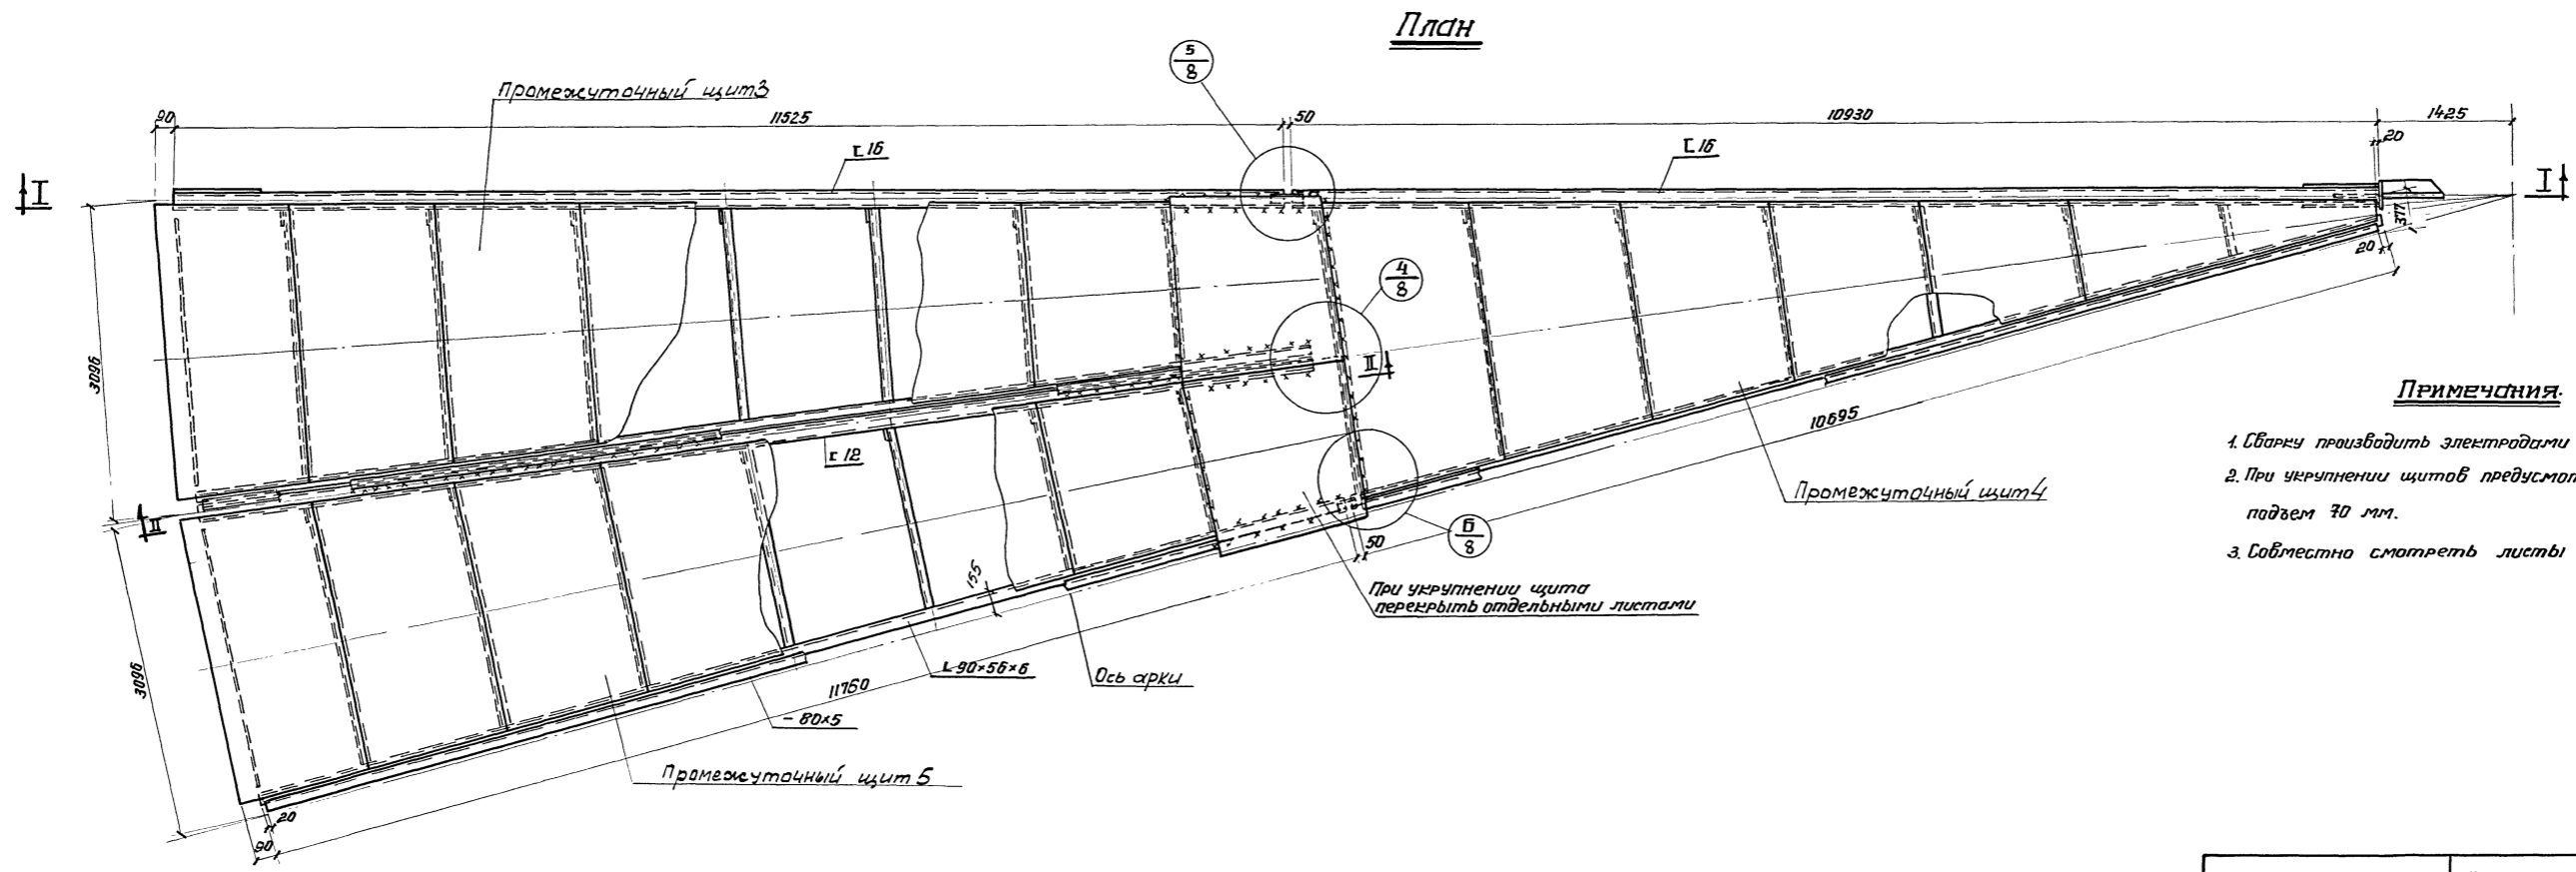 План
5
8
Промежуточный щит3
90
11525
50
10930
1425
20
[ 16
[ 16
I
I
377
20
4
8
3096
II
Примечания.
10695
1. Сварку производить электродами
2. При укрупнении щитов предусмот
подъем 70 мм.
3. Совместно смотреть листы
[ 12
Промежуточный щит4
II
6
8
50
155
При укрупнении щита
перекрыть отдельными листами
3096
L 90×56×6
11760
Ось арки
- 80×5
Промежуточный щит 5
20
90